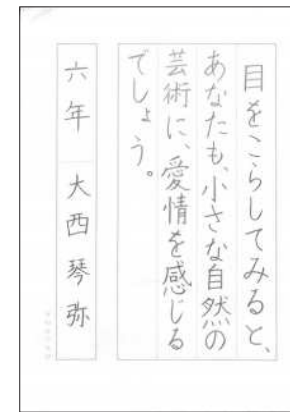 目をこらしてみると、
あなたも、小さな自然の
芸術に、愛情を感じる
でしょう。
六年 大西琴弥